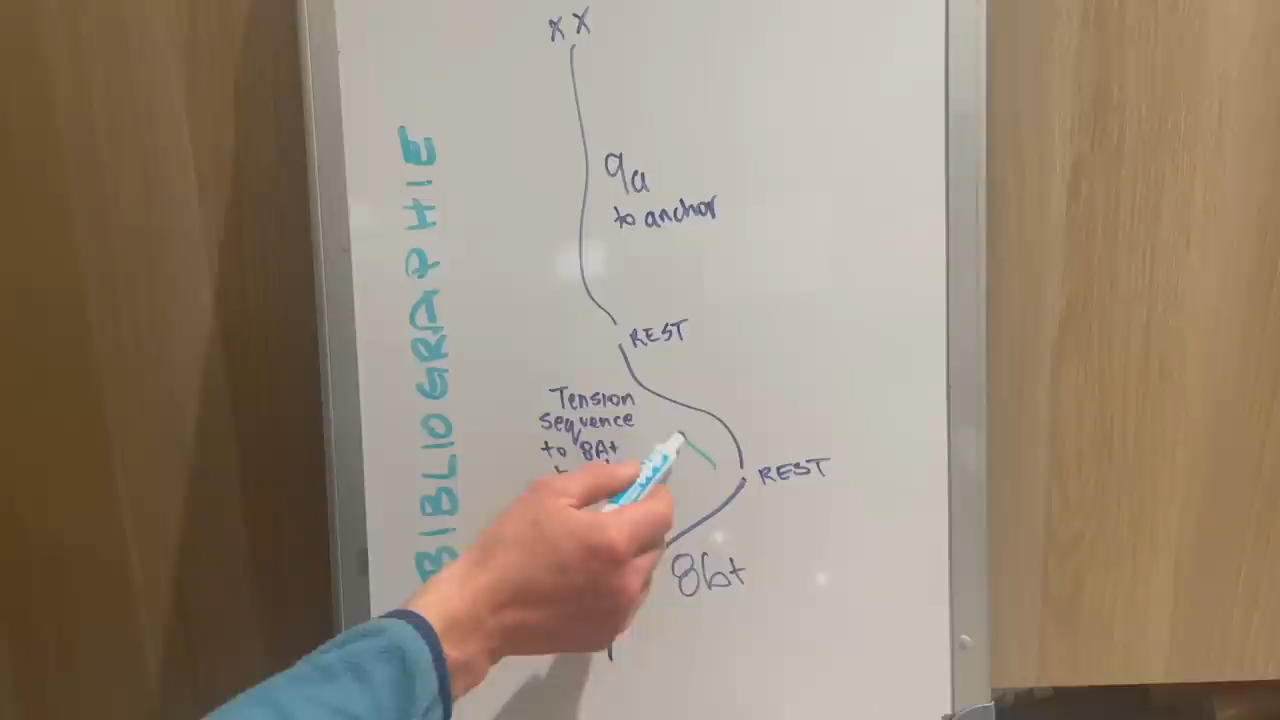 X X
BIBLIOGRAPHIE
9a
to anchor
REST
Tension
sequence
to 8A+
REST
8b+